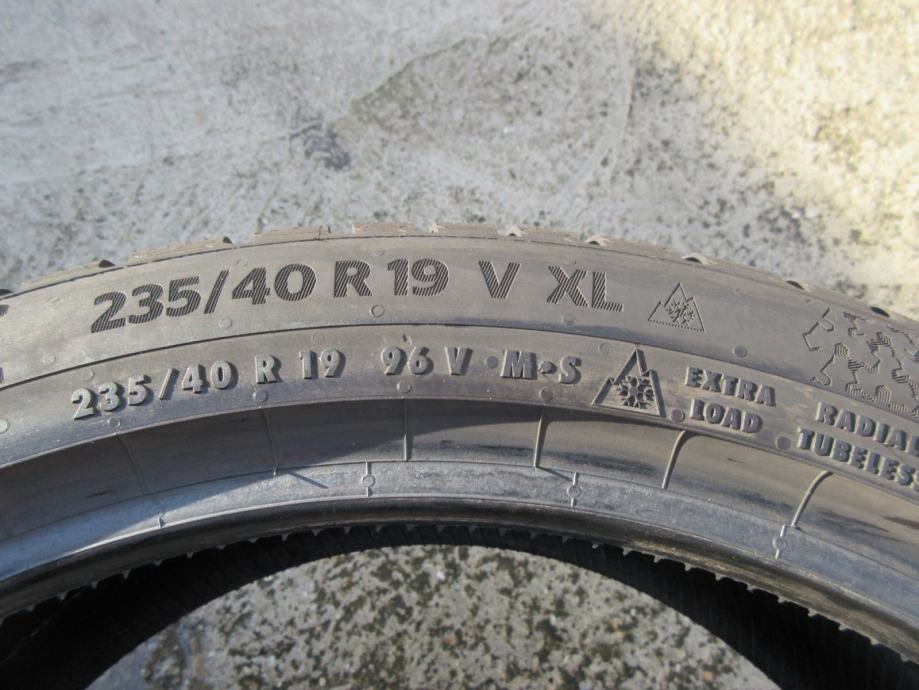 235/40 R 19 V XL
235/40 R 19 96 V M+S
EXTRA LOAD
RADIAL TUBELESS